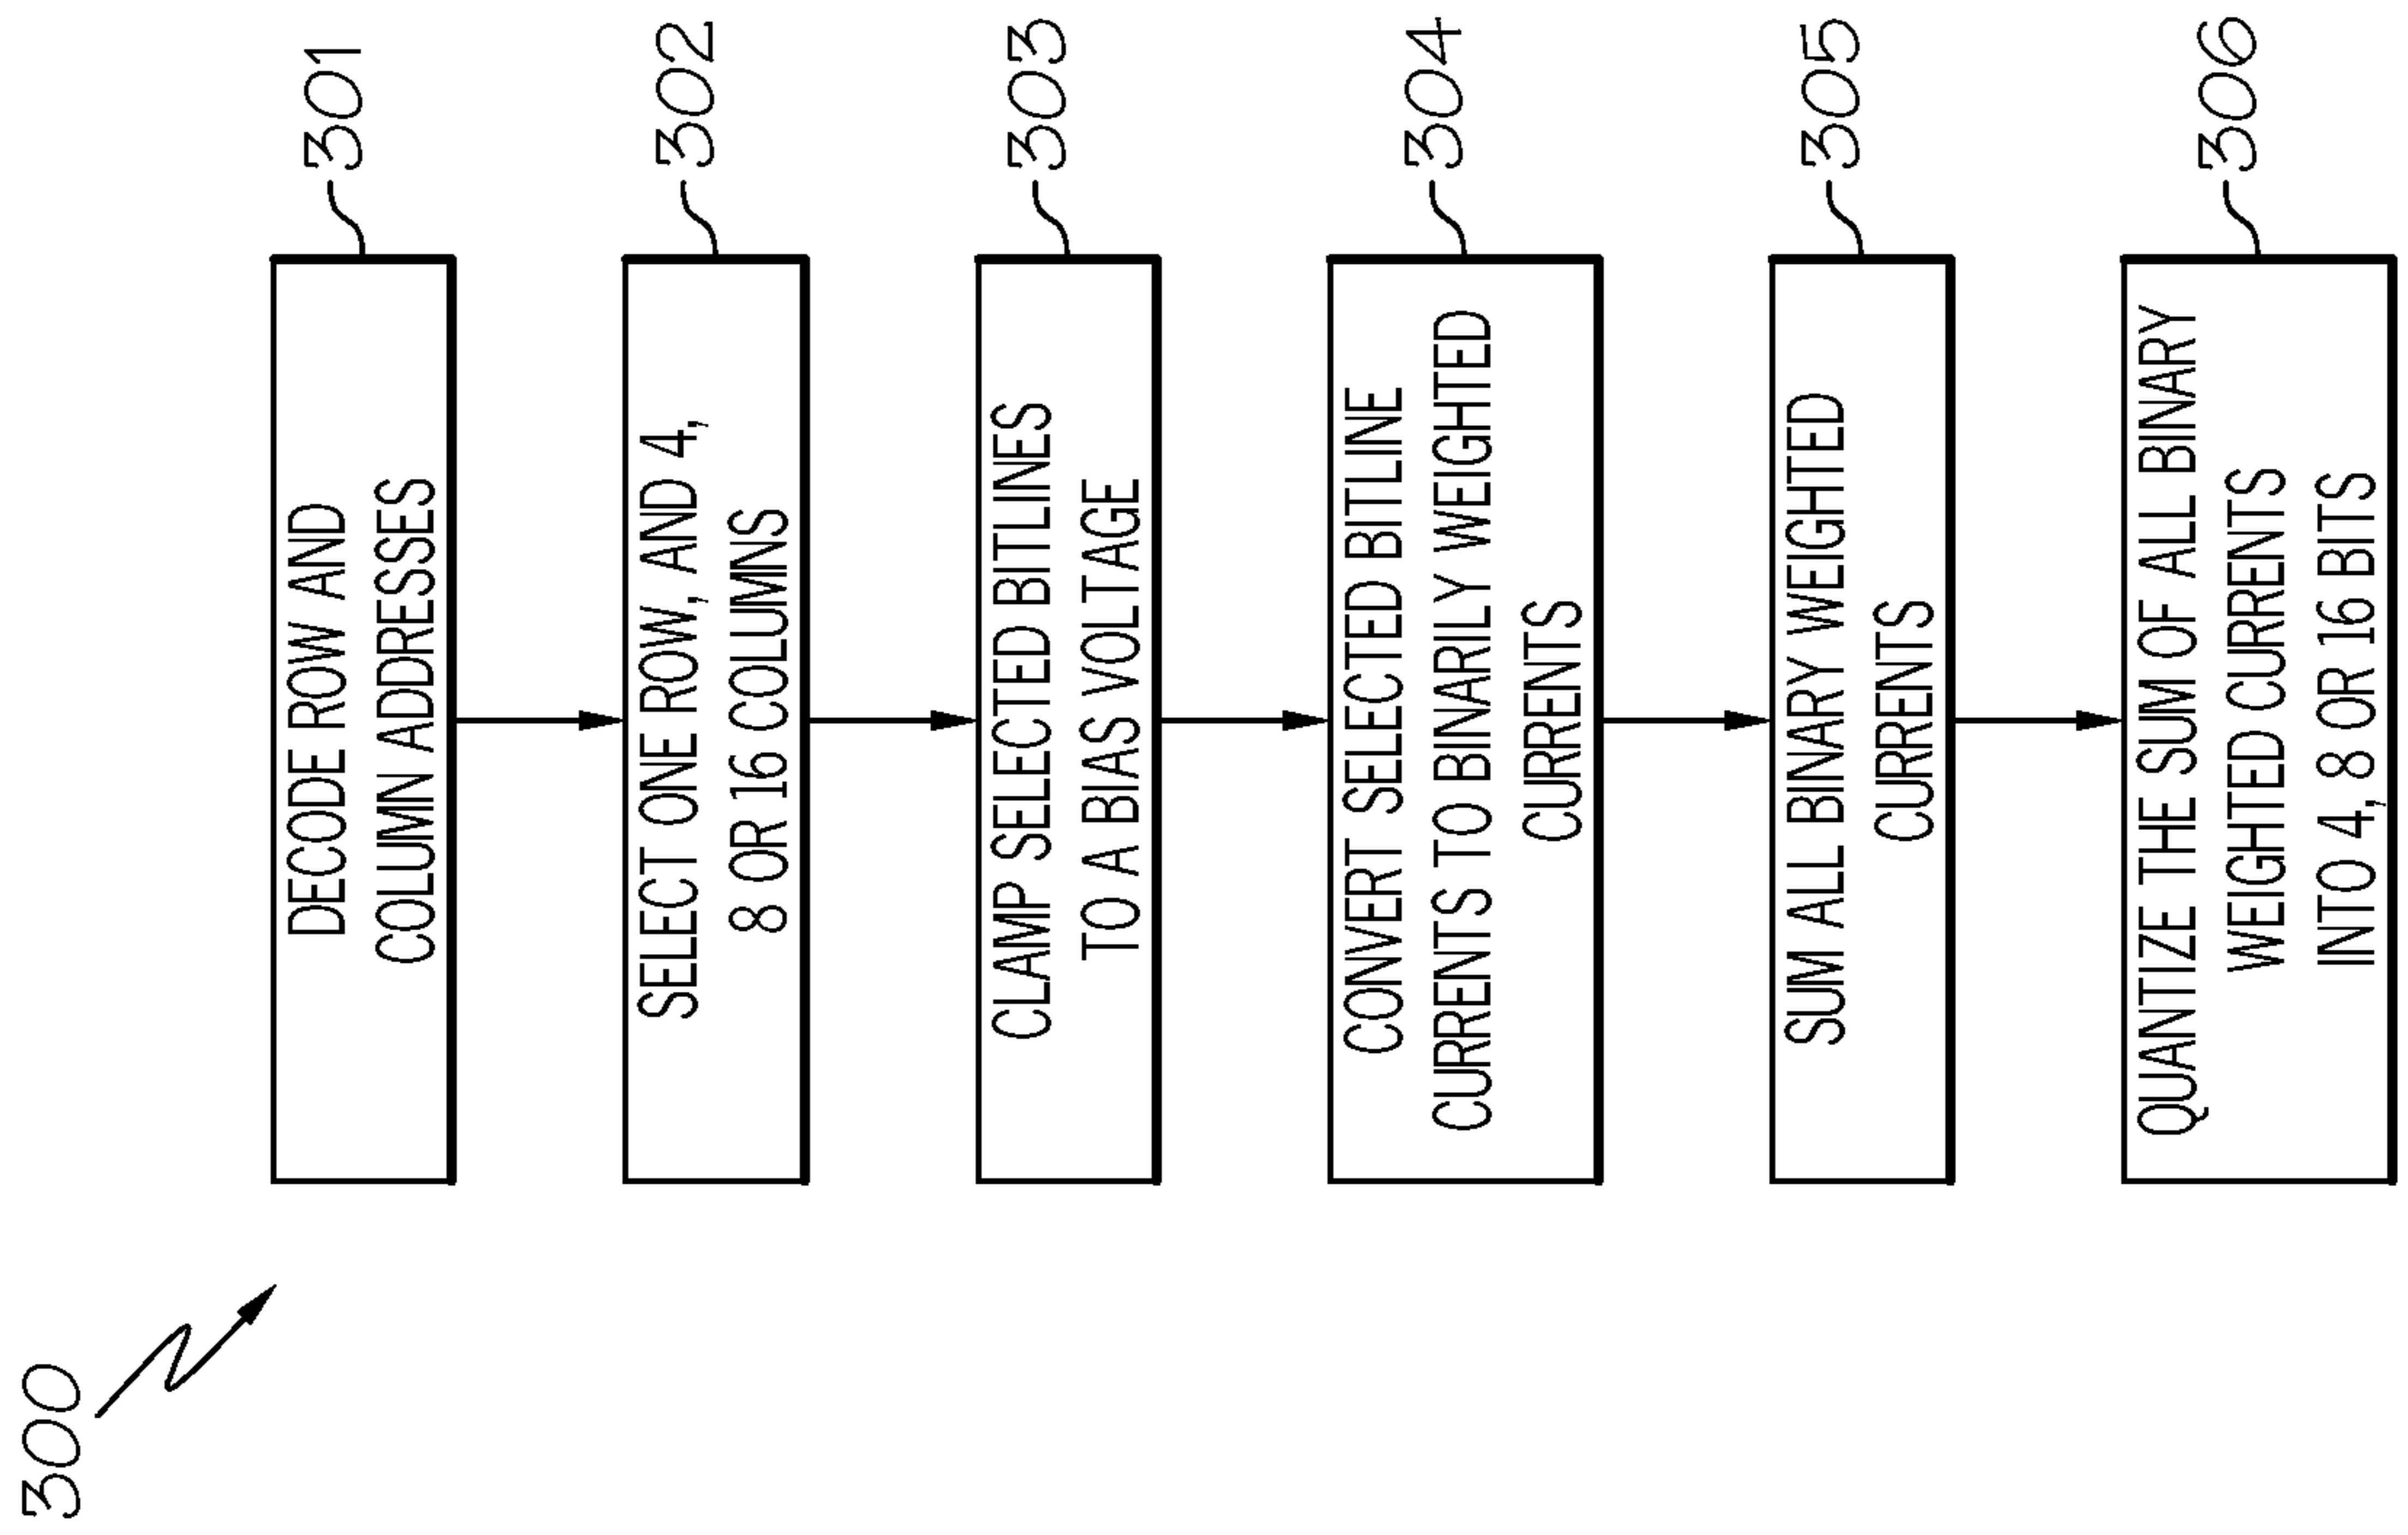 300
DECODE ROW AND
COLUMN ADDRESSES
301
SELECT ONE ROW, AND 4,
8 OR 16 COLUMNS
302
CLAMP SELECTED BITLINES
TO A BIAS VOLTAGE
303
CONVERT SELECTED BITLINE
CURRENTS TO BINARILY WEIGHTED
CURRENTS
304
SUM ALL BINARY WEIGHTED
CURRENTS
305
QUANTIZE THE SUM OF ALL BINARY
WEIGHTED CURRENTS
INTO 4, 8 OR 16 BITS
306